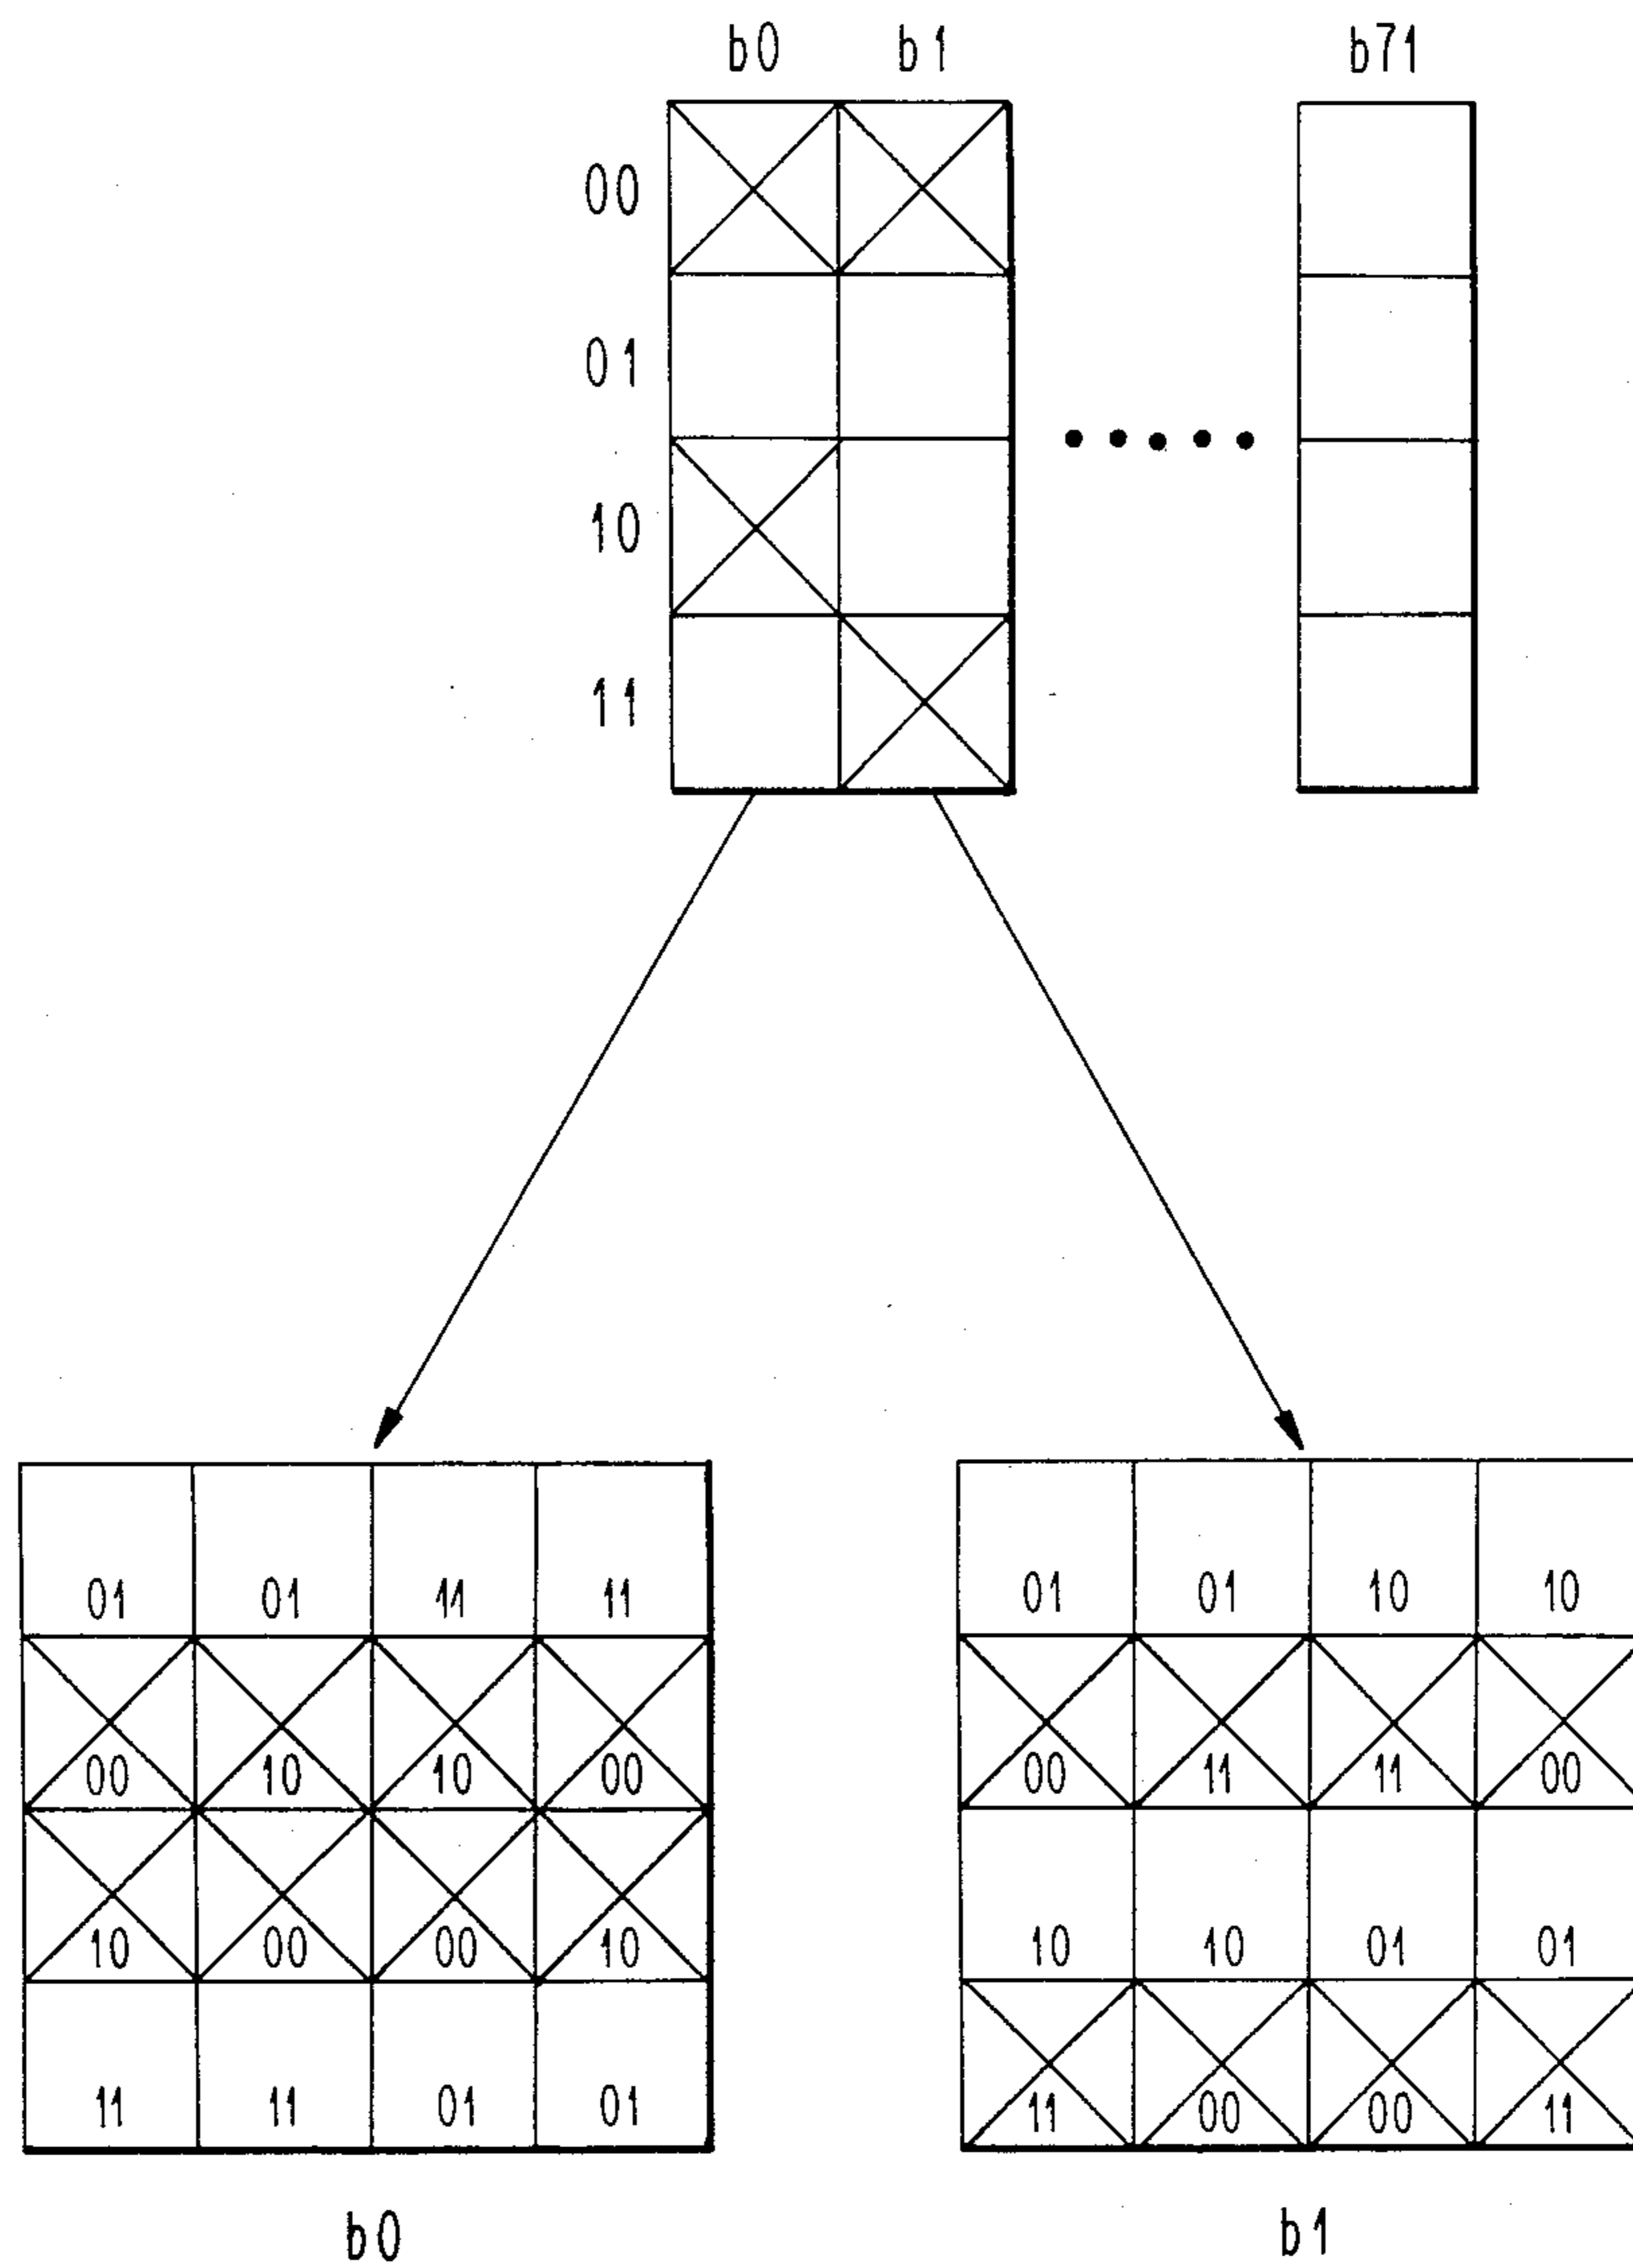 b0 b1 b71
00
01
10
11
01 01 11 11
00 10 10 00
10 00 00 10
11 11 01 01
b0
01 01 10 10
00 11 11 00
10 10 01 01
11 00 00 11
b1